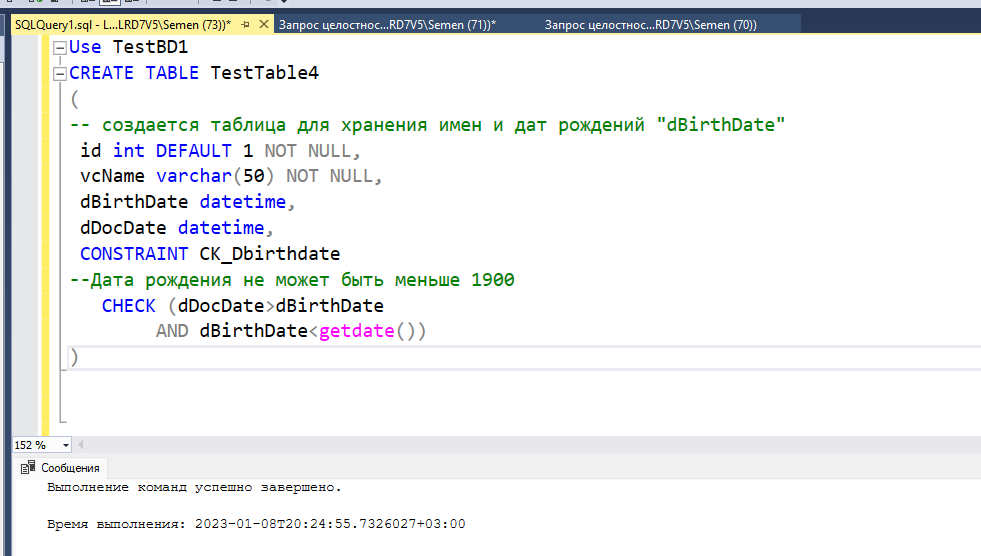 SQLQuery1.sql - L...LRD7V5\Semen (73))* Запрос целостнос...RD7V5\Semen (71))* Запрос целостнос...RD7V5\Semen (70))
Use TestBD1
CREATE TABLE TestTable4
(
-- создается таблица для хранения имен и дат рождений "dBirthDate"
id int DEFAULT 1 NOT NULL,
vcName varchar(50) NOT NULL,
dBirthDate datetime,
dDocDate datetime,
CONSTRAINT CK_Dbirthdate
--Дата рождения не может быть меньше 1900
CHECK (dDocDate>dBirthDate
AND dBirthDate<getdate())
)
152 %
Сообщения
Выполнение команд успешно завершено.
Время выполнения: 2023-01-08T20:24:55.7326027+03:00